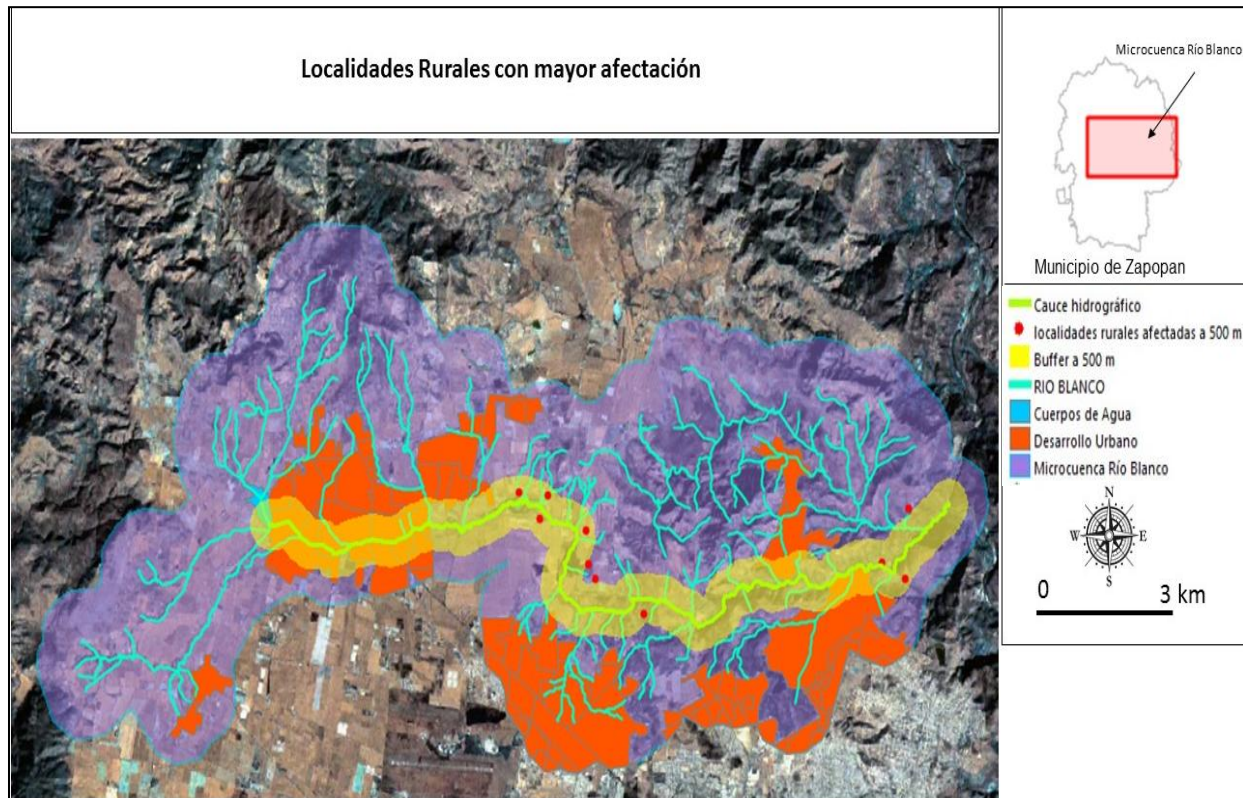 Localidades Rurales con mayor afectación
Microcuenca Río Blanco
Municipio de Zapopan
Cauce hidrográfico
localidades rurales afectadas a 500 m
Buffer a 500 m
RIO BLANCO
Cuerpos de Agua
Desarrollo Urbano
Microcuenca Río Blanco
N
W
E
S
0
3 km